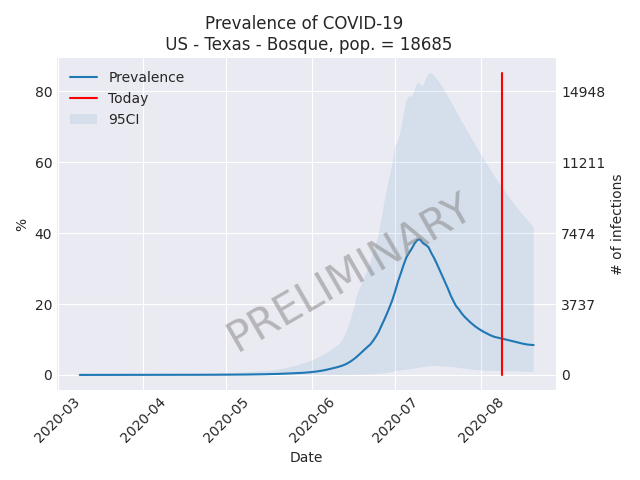 Prevalence of COVID-19
US - Texas - Bosque, pop. = 18685
Prevalence
Today
95CI
80
60
40
20
0
%
14948
11211
7474
3737
0
# of infections
PRELIMINARY
2020-03
2020-04
2020-05
2020-06
2020-07
2020-08
Date